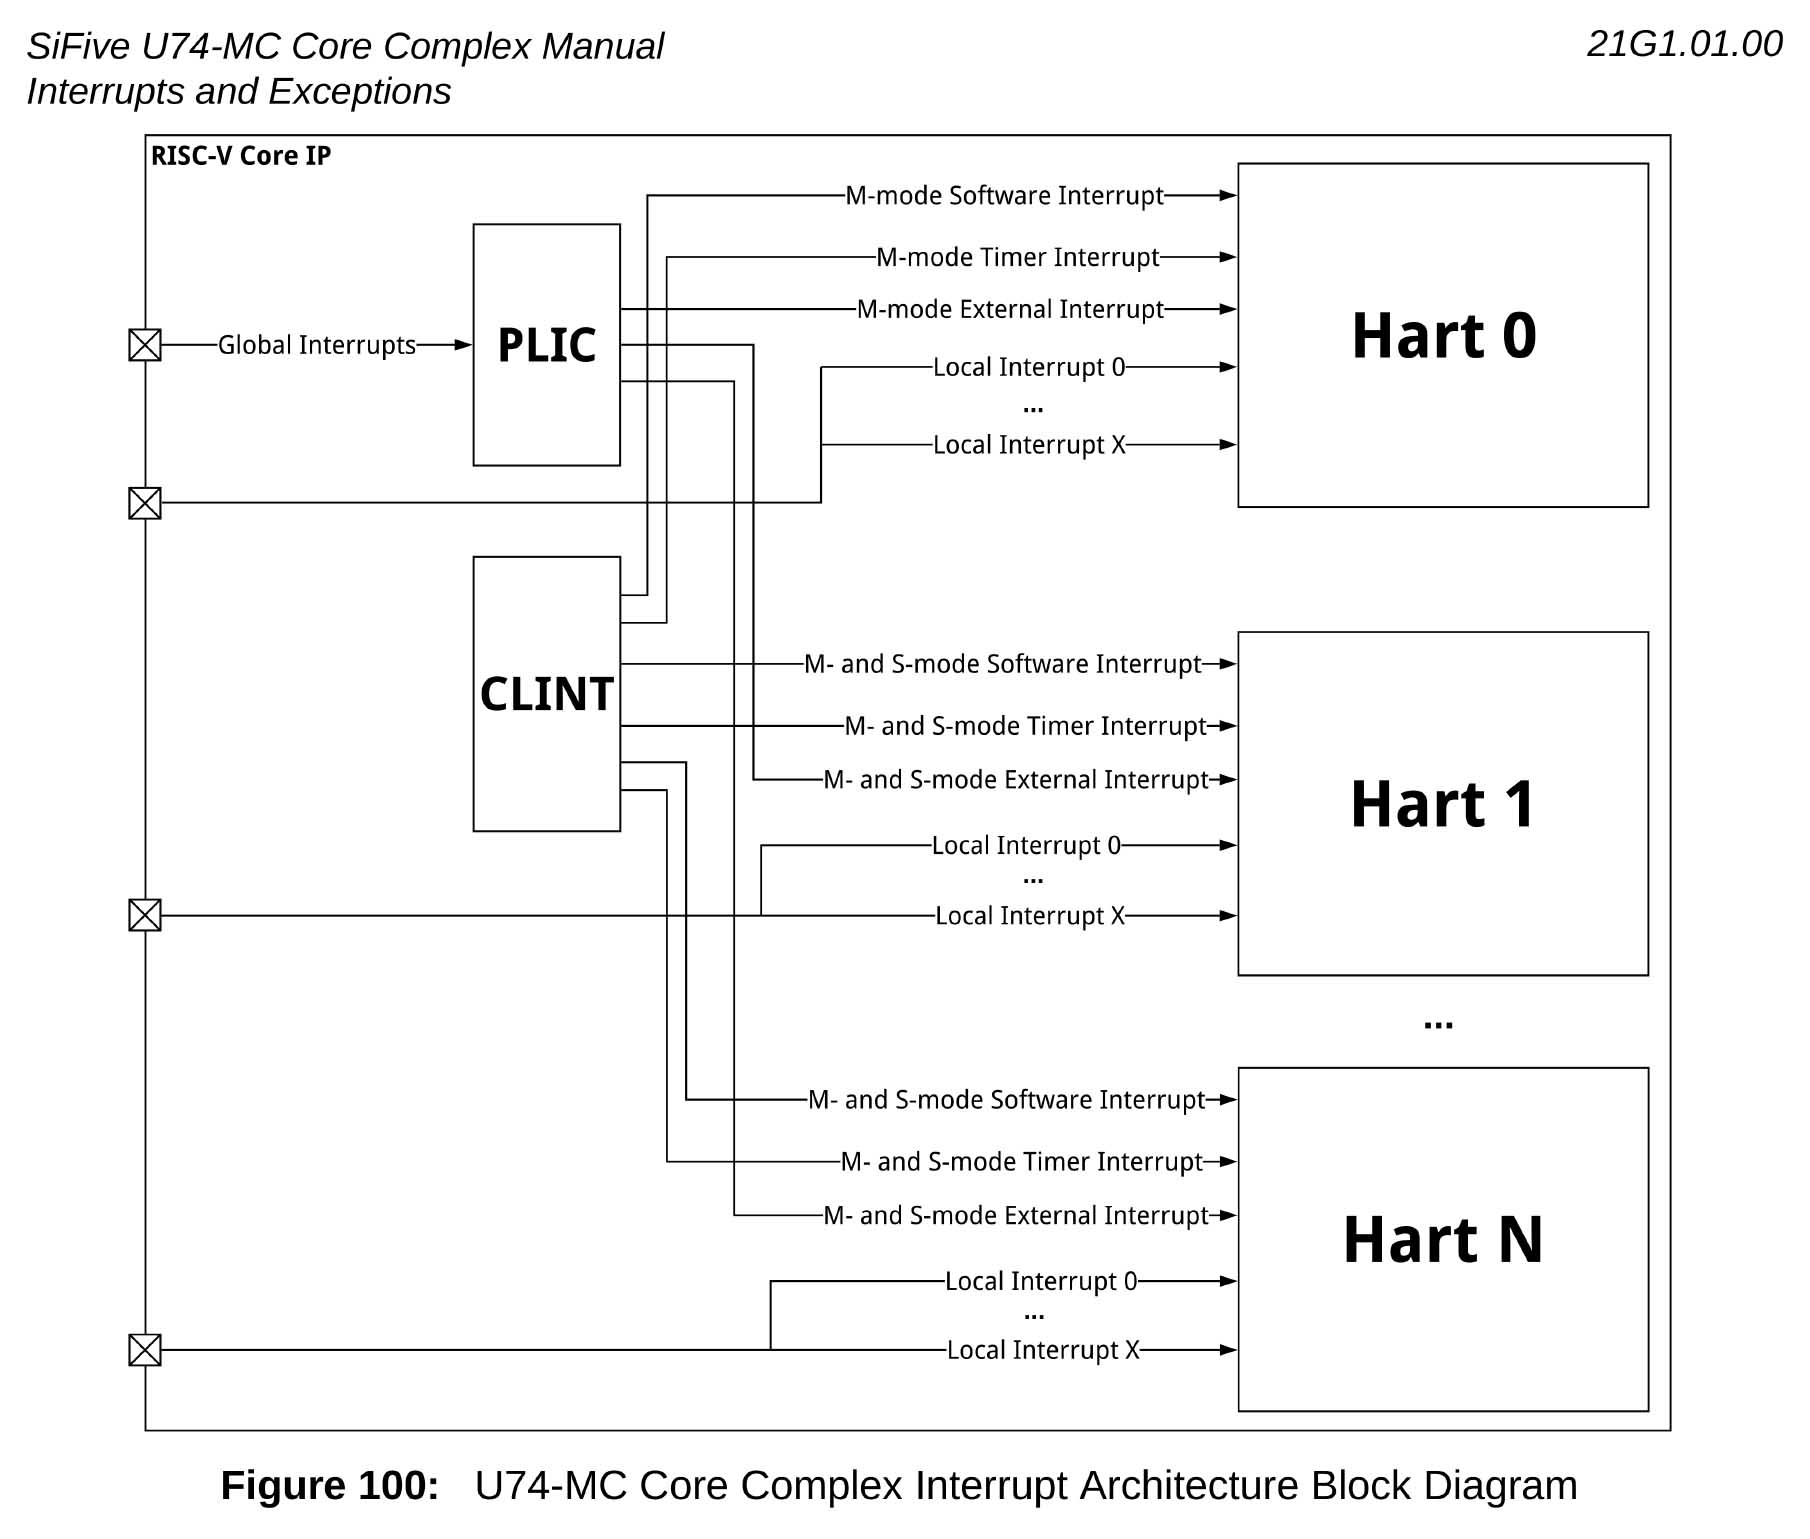 SiFive U74-MC Core Complex Manual
21G1.01.00
Interrupts and Exceptions
RISC-V Core IP
M-mode Software Interrupt
M-mode Timer Interrupt
M-mode External Interrupt
Global Interrupts
PLIC
Hart 0
Local Interrupt 0
...
Local Interrupt X
CLINT
M- and S-mode Software Interrupt
M- and S-mode Timer Interrupt
M- and S-mode External Interrupt
Hart 1
Local Interrupt 0
...
Local Interrupt X
...
M- and S-mode Software Interrupt
M- and S-mode Timer Interrupt
M- and S-mode External Interrupt
Hart N
Local Interrupt 0
...
Local Interrupt X
Figure 100: U74-MC Core Complex Interrupt Architecture Block Diagram